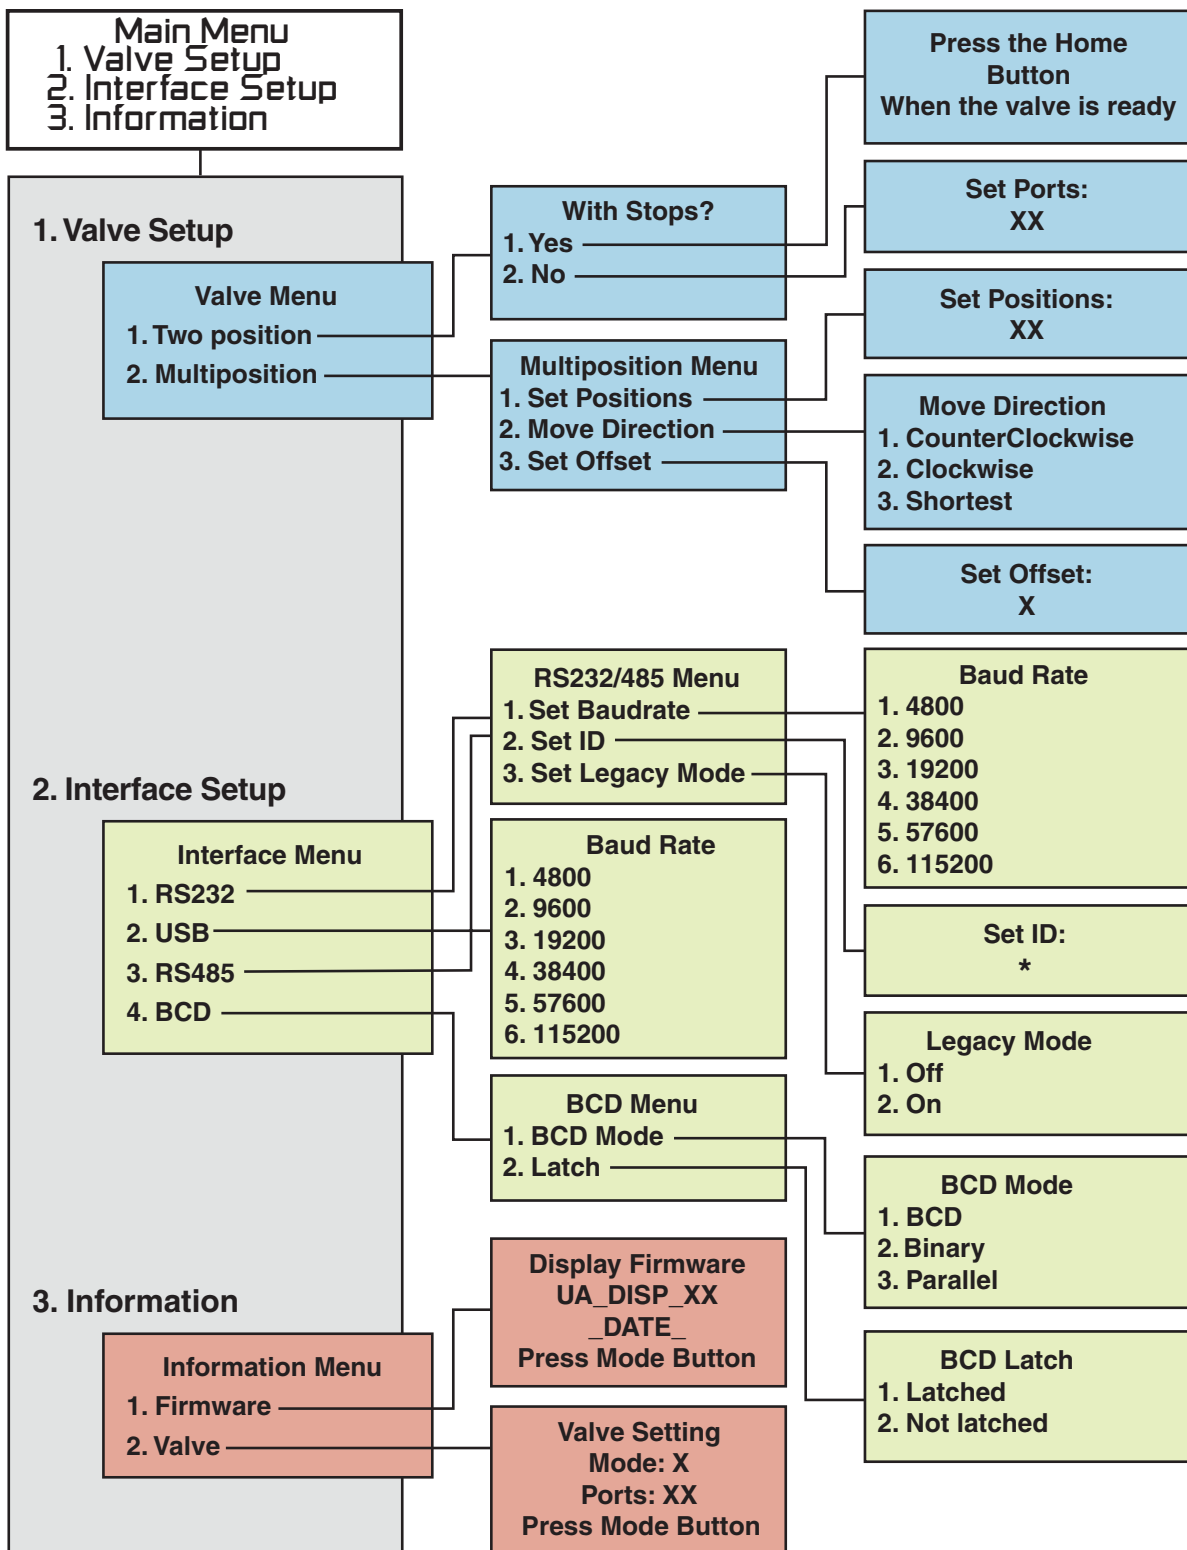 Main Menu
1. Valve Setup
2. Interface Setup
3. Information
1. Valve Setup
Valve Menu
1. Two position
2. Multiposition
With Stops?
1. Yes
2. No
Multiposition Menu
1. Set Positions
2. Move Direction
3. Set Offset
Press the Home
Button
When the valve is ready
Set Ports:
XX
Set Positions:
XX
Move Direction
1. CounterClockwise
2. Clockwise
3. Shortest
Set Offset:
X
2. Interface Setup
Interface Menu
1. RS232
2. USB
3. RS485
4. BCD
RS232/485 Menu
1. Set Baudrate
2. Set ID
3. Set Legacy Mode
Baud Rate
1. 4800
2. 9600
3. 19200
4. 38400
5. 57600
6. 115200
BCD Menu
1. BCD Mode
2. Latch
Baud Rate
1. 4800
2. 9600
3. 19200
4. 38400
5. 57600
6. 115200
Set ID:
*
Legacy Mode
1. Off
2. On
BCD Mode
1. BCD
2. Binary
3. Parallel
BCD Latch
1. Latched
2. Not latched
3. Information
Information Menu
1. Firmware
2. Valve
Display Firmware
UA_DISP_XX
_DATE_
Press Mode Button
Valve Setting
Mode: X
Ports: XX
Press Mode Button